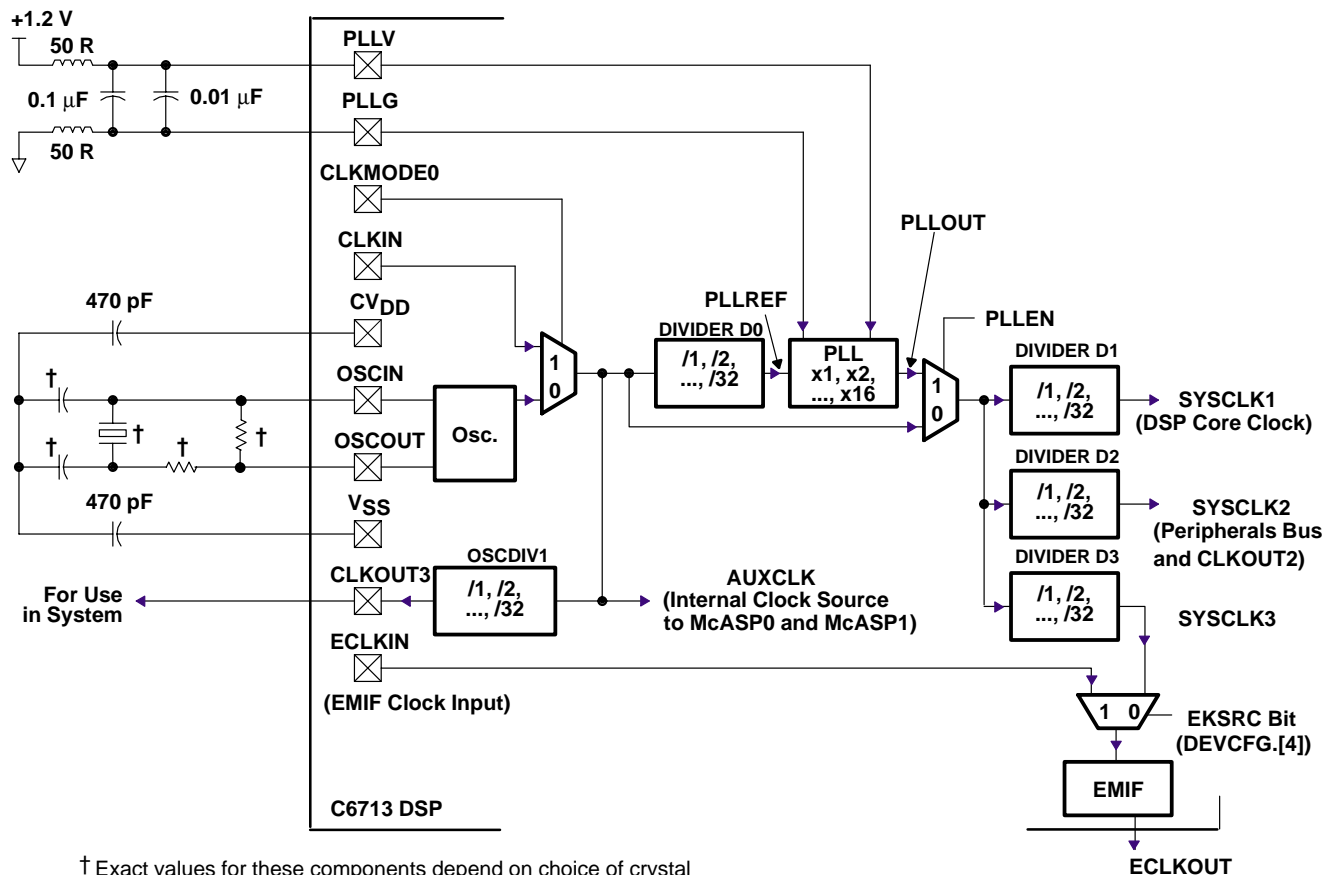 +1.2 V
50 R
0.1 µF
0.01 µF
50 R
PLLV
PLLG
CLKMODE0
CLKIN
470 pF
CVDD
†
OSCIN
†
†
†
†
OSCOUT
Osc.
470 pF
VSS
CLKOUT3
For Use
in System
OSCDIV1
/1, /2,
..., /32
ECLKIN
(EMIF Clock Input)
1
0
AUXCLK
(Internal Clock Source
to McASP0 and McASP1)
DIVIDER D0
/1, /2,
..., /32
PLLREF
PLL
x1, x2,
..., x16
PLLOUT
PLLEN
1
0
DIVIDER D1
/1, /2,
..., /32
SYSCLK1
(DSP Core Clock)
DIVIDER D2
/1, /2,
..., /32
SYSCLK2
(Peripherals Bus
and CLKOUT2)
DIVIDER D3
/1, /2,
..., /32
SYSCLK3
1 0
EKSRC Bit
(DEVCFG.[4])
EMIF
C6713 DSP
ECLKOUT
† Exact values for these components depend on choice of crystal